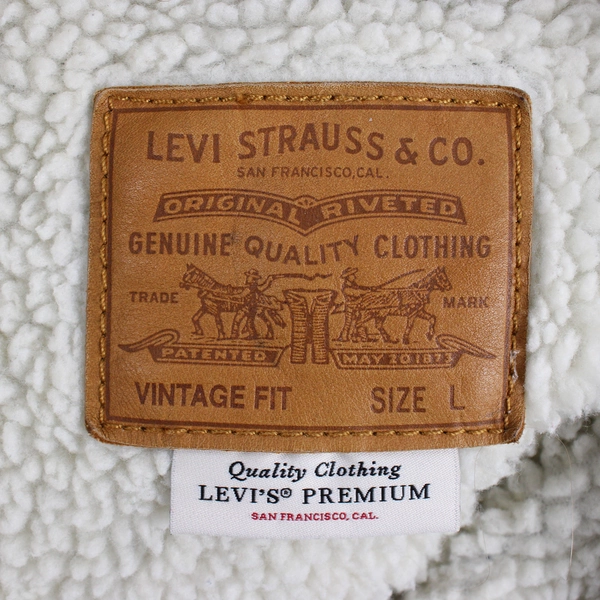 LEVI STRAUSS & CO.
SAN FRANCISCO, CAL.
ORIGINAL RIVETED
GENUINE QUALITY CLOTHING
TRADE MARK
PATENTED MAY 20 1873
VINTAGE FIT SIZE L
Quality Clothing
LEVI'S® PREMIUM
SAN FRANCISCO, CAL.